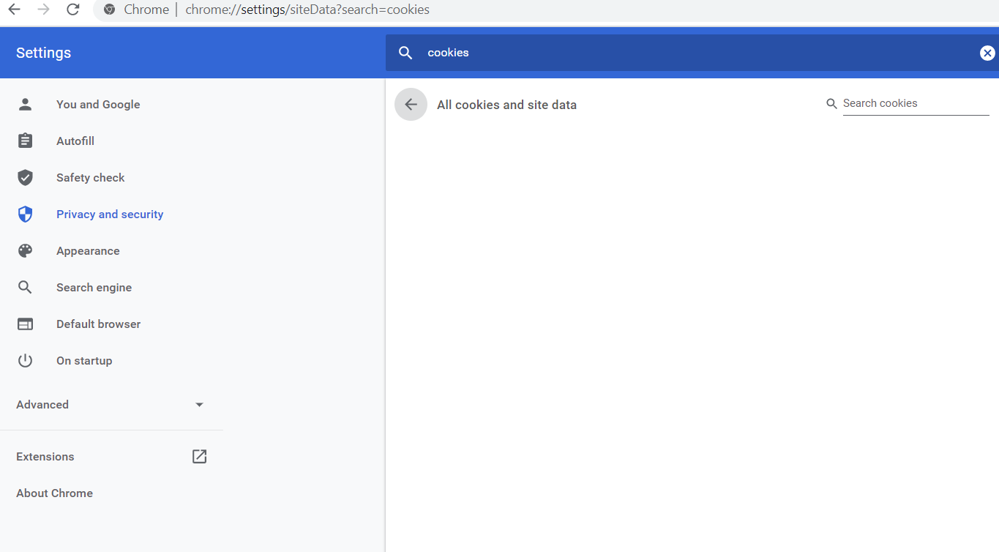 Chrome | chrome://settings/siteData?search=cookies
Settings
cookies
You and Google
Autofill
Safety check
Privacy and security
Appearance
Search engine
Default browser
On startup
Advanced
Extensions
About Chrome
All cookies and site data
Search cookies